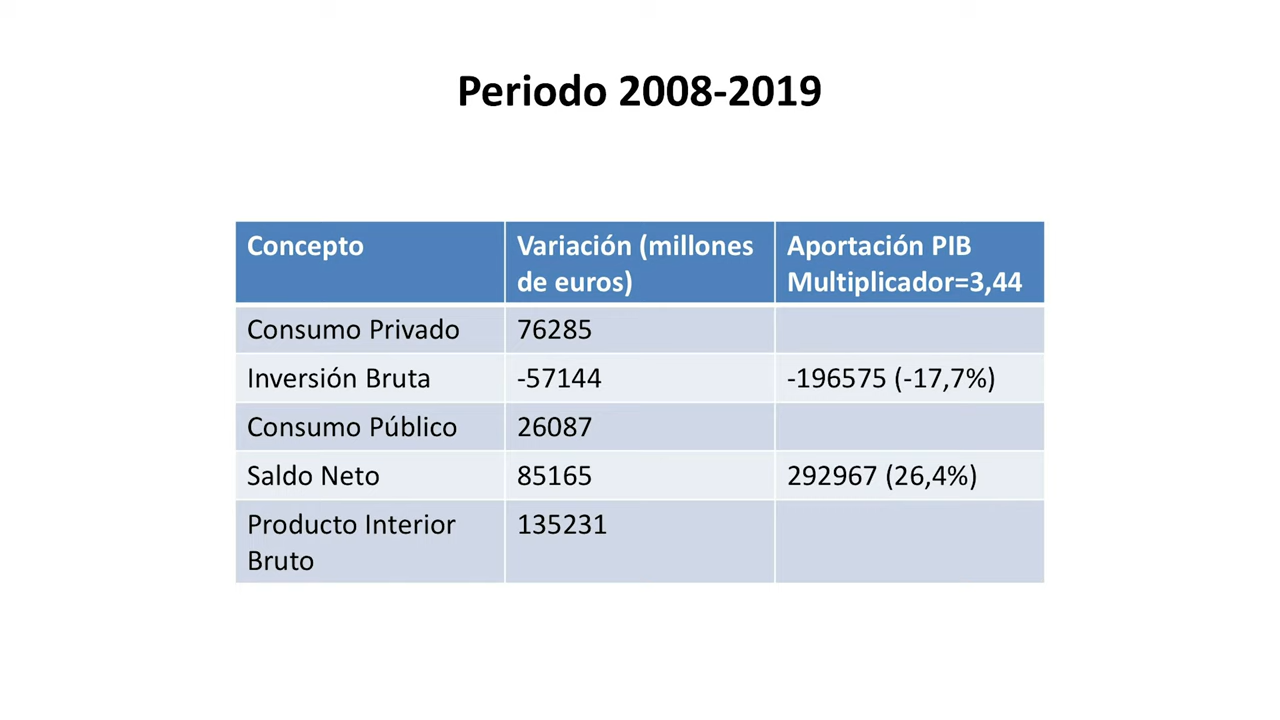 Periodo 2008-2019
Concepto
Variación (millones
de euros)
Aportación PIB
Multiplicador=3,44
Consumo Privado
76285
Inversión Bruta
-57144
-196575 (-17,7%)
Consumo Público
26087
Saldo Neto
85165
292967 (26,4%)
Producto Interior
Bruto
135231